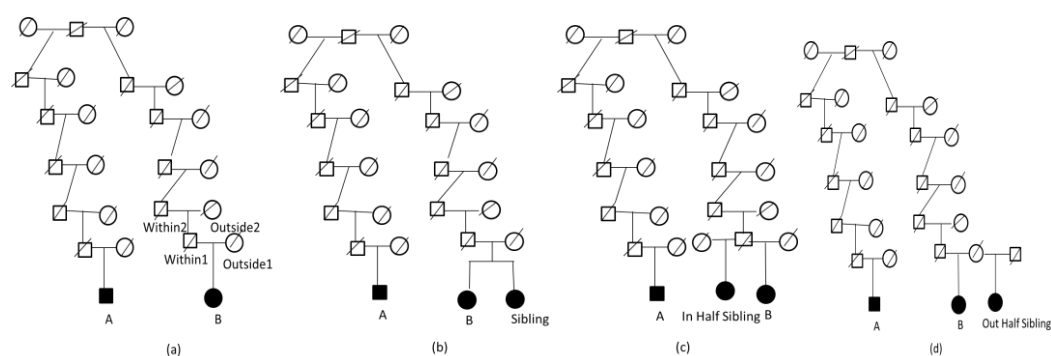 Within2 Outside2
Within1
Outside1
A B
(a)
A B Sibling
(b)
A In Half Sibling B
(c)
A B Out Half Sibling
(d)